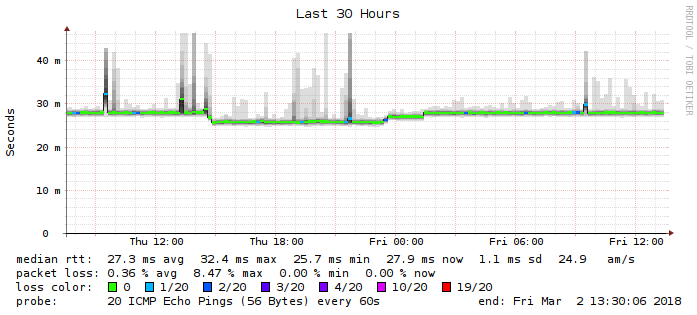 Last 30 Hours
RRDTOOL / TOBI OETIKER
Seconds
40 m
30 m
20 m
10 m
0
Thu 12:00 Thu 18:00 Fri 00:00 Fri 06:00 Fri 12:00
median rtt: 27.3 ms avg 32.4 ms max 25.7 ms min 27.9 ms now 1.1 ms sd 24.9 am/s
packet loss: 0.36 % avg 8.47 % max 0.00 % min 0.00 % now
loss color: 0 1/20 2/20 3/20 4/20 10/20 19/20
probe: 20 ICMP Echo Pings (56 Bytes) every 60s end: Fri Mar 2 13:30:06 2018